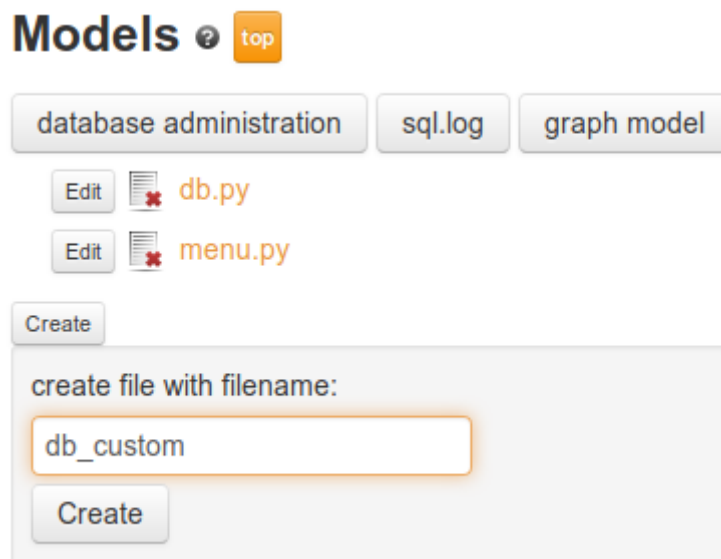 Models ? top
database administration sql.log graph model
Edit db.py
Edit menu.py
Create
create file with filename:
db_custom
Create